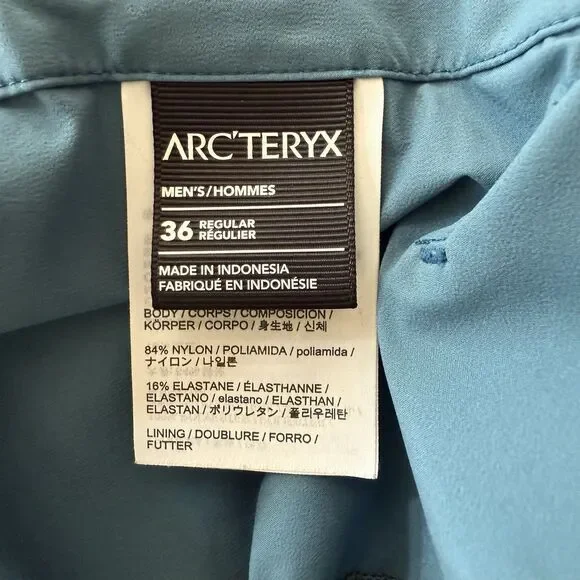 ARC'TERYX
MEN'S/HOMMES
36 REGULAR
RÉGULIER
MADE IN INDONESIA
FABRIQUÉ EN INDONÉSIE
BODY / CORPS / COMPOSICIÓN /
KÖRPER / CORPO / 身生地 / 신체
84% NYLON / POLIAMIDA / poliamida /
ナイロン / 나일론
16% ELASTANE / ÉLASTHANNE /
ELASTANO / elastano / ELASTHAN /
ELASTAN / ポリウレタン / 폴리우레탄
LINING / DOUBLURE / FORRO /
FUTTER